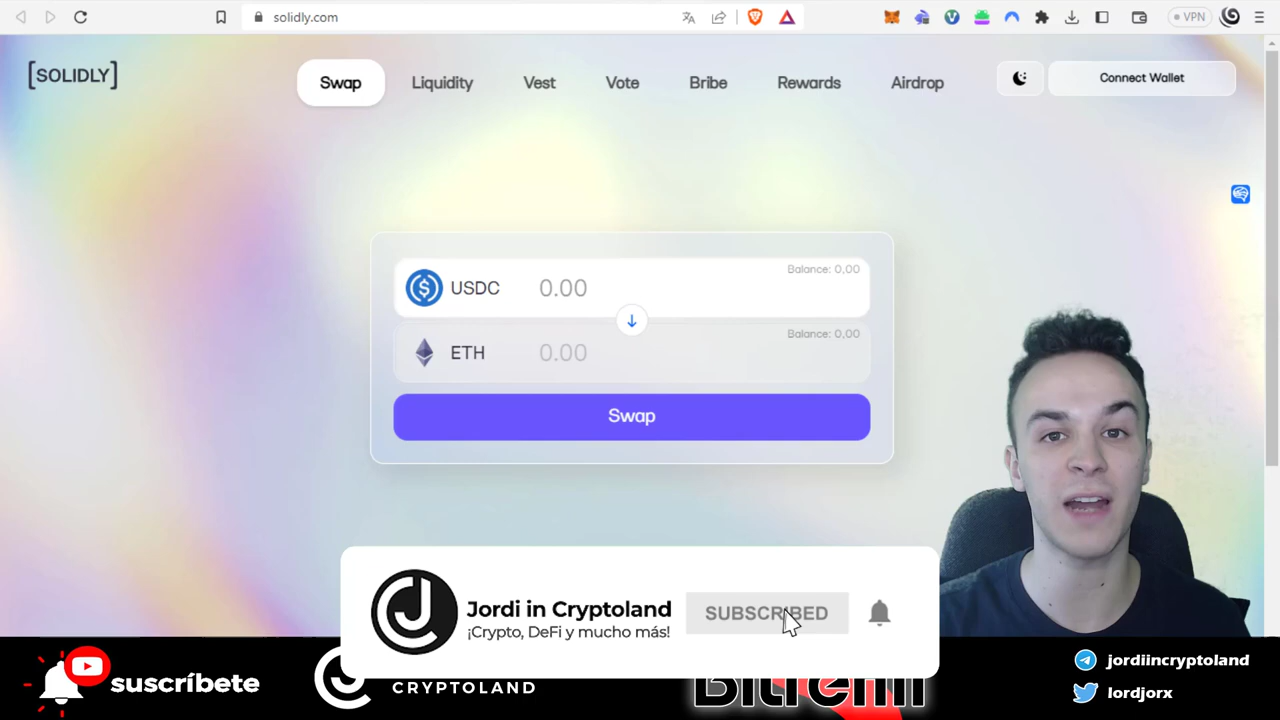 solidly.com
VPN
[SOLIDLY]
Swap
Liquidity
Vest
Vote
Bribe
Rewards
Airdrop
Connect Wallet
Balance: 0,00
USDC
0.00
Balance: 0,00
ETH
0.00
Swap
Jordi in Cryptoland
¡Crypto, DeFi y mucho más!
SUBSCRIBED
suscríbete
CRYPTOLAND
jordiincryptoland
lordjorx